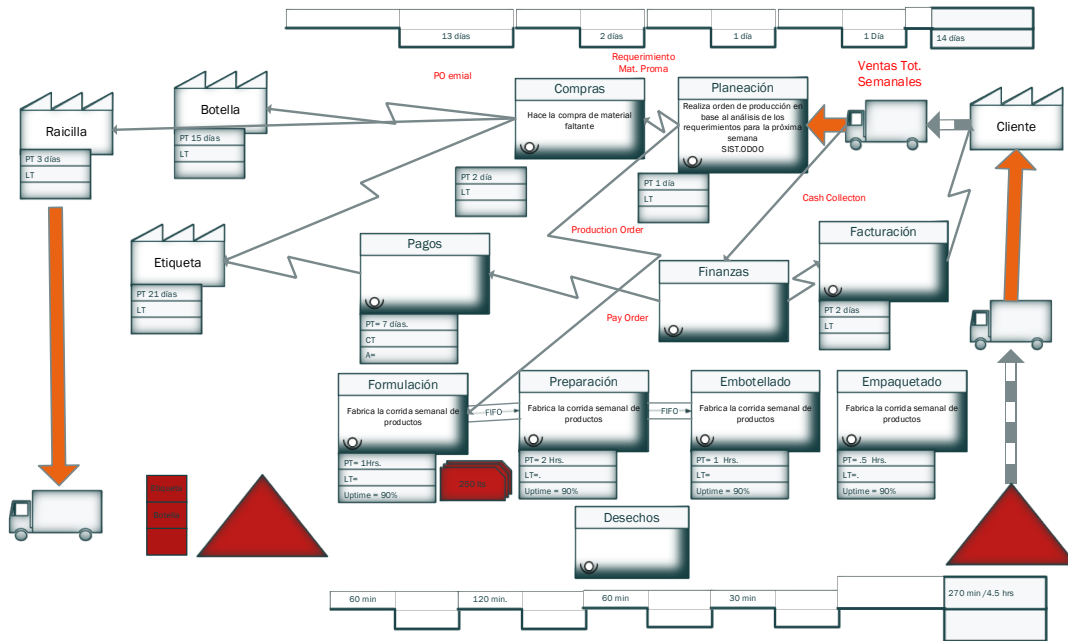 13 días
2 días
1 día
1 Día
14 días
Requerimiento
Mat. Proma
Ventas Tot.
Semanales
PO emial
Compras
Hace la compra de material
faltante
Planeación
Realiza orden de producción en
base al análisis de los
requerimientos para la próxima
semana
SIST.ODOO
Cliente
Botella
PT 15 días
LT
Raicilla
PT 3 días
LT
PT 2 día
LT
PT 1 día
LT
Cash Collecton
Production Order
Etiqueta
PT 21 días
LT
Pagos
PT= 7 días.
CT
A=
Finanzas
Facturación
PT 2 días
LT
Pay Order
Formulación
Fabrica la corrida semanal de
productos
PT= 1Hrs.
LT=
Uptime = 90%
FIFO
Preparación
Fabrica la corrida semanal de
productos
PT= 2 Hrs.
LT=.
Uptime = 90%
FIFO
Embotellado
Fabrica la corrida semanal de
productos
PT= 1 Hrs.
LT=
Uptime = 90%
Empaquetado
Fabrica la corrida semanal de
productos
PT= .5 Hrs.
LT=.
Uptime = 90%
Etiqueta
Botella
Desechos
60 min
120 min.
60 min
30 min
270 min /4.5 hrs